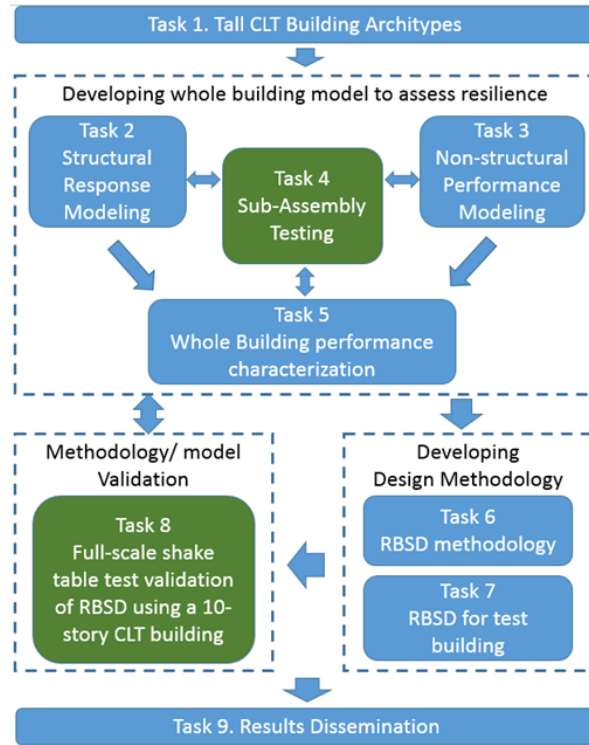 Task 1. Tall CLT Building Architypes
Developing whole building model to assess resilience
Task 2
Structural
Response
Modeling
Task 4
Sub-Assembly
Testing
Task 3
Non-structural
Performance
Modeling
Task 5
Whole Building performance
characterization
Methodology/ model
Validation
Task 8
Full-scale shake
table test validation
of RBSD using a 10-
story CLT building
Developing
Design Methodology
Task 6
RBSD methodology
Task 7
RBSD for test
building
Task 9. Results Dissemination